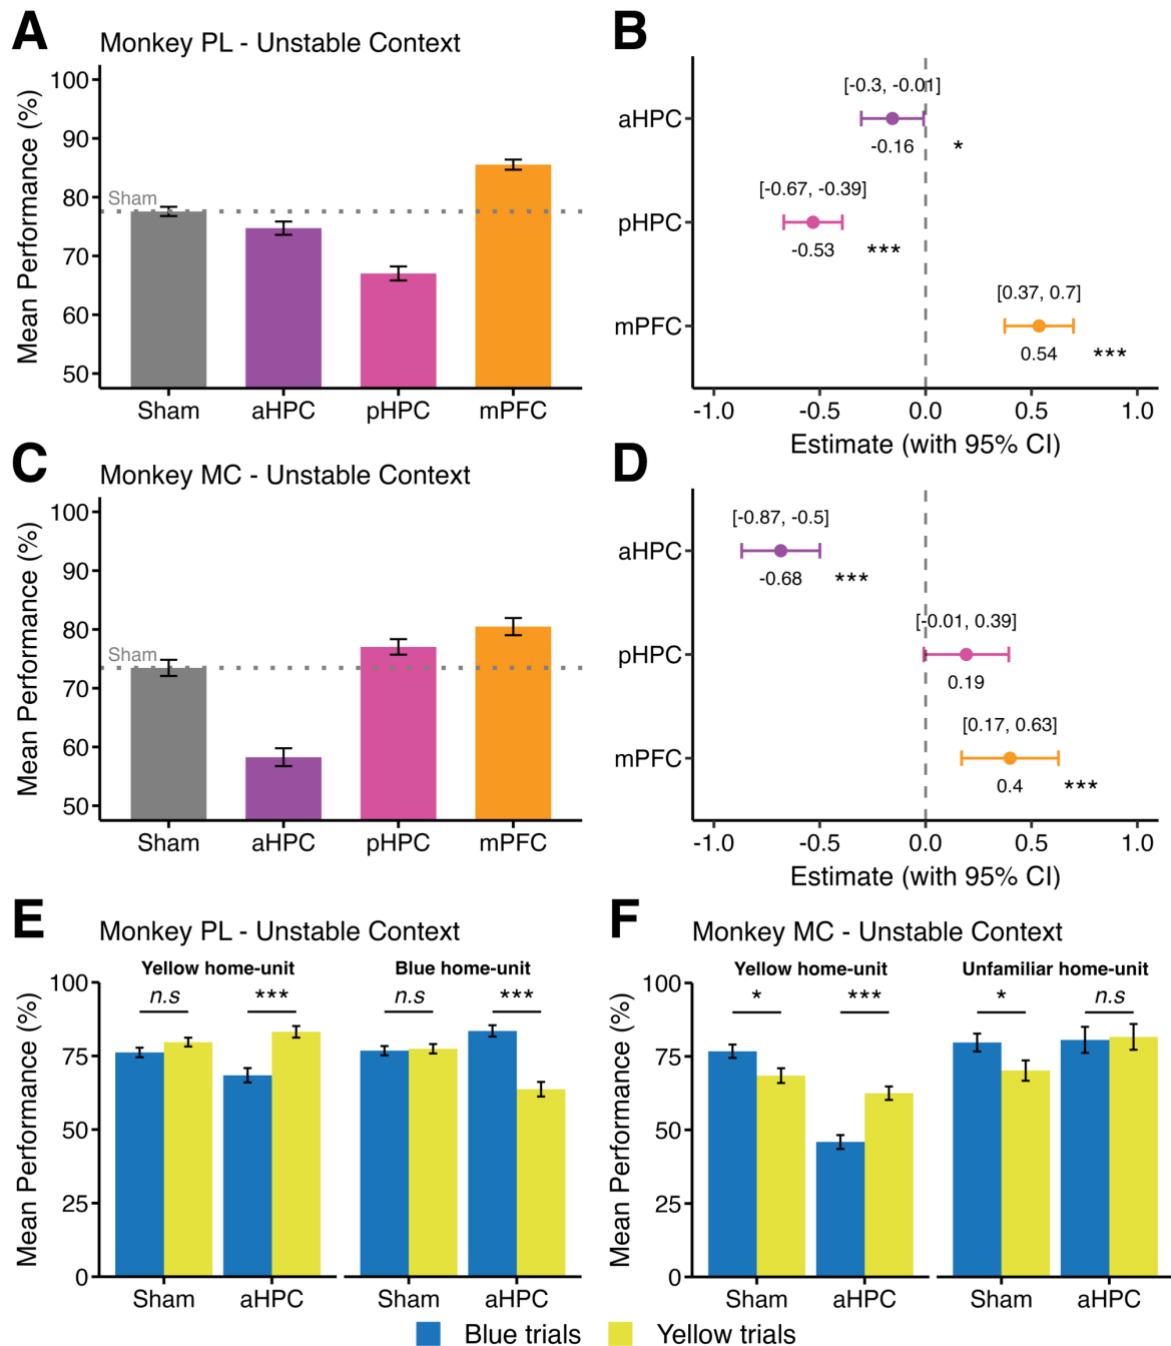 A
Monkey PL - Unstable Context
Mean Performance (%)
100
90
80
70
60
50
Sham
Sham
aHPC
pHPC
mPFC
B
aHPC
pHPC
mPFC
[-0.3, -0.01]
-0.16
*
[-0.67, -0.39]
-0.53
***
[0.37, 0.7]
0.54
***
-1.0
-0.5
0.0
0.5
1.0
Estimate (with 95% CI)
C
Monkey MC - Unstable Context
Mean Performance (%)
100
90
80
70
60
50
Sham
Sham
aHPC
pHPC
mPFC
D
aHPC
pHPC
mPFC
[-0.87, -0.5]
-0.68
***
[-0.01, 0.39]
0.19
[0.17, 0.63]
0.4
***
-1.0
-0.5
0.0
0.5
1.0
Estimate (with 95% CI)
E
Monkey PL - Unstable Context
Yellow home-unit
Blue home-unit
Mean Performance (%)
100
75
50
25
0
n.s
***
n.s
***
Sham
aHPC
Sham
aHPC
F
Monkey MC - Unstable Context
Yellow home-unit
Unfamiliar home-unit
Mean Performance (%)
100
75
50
25
0
*
***
*
n.s
Sham
aHPC
Sham
aHPC
Blue trials
Yellow trials